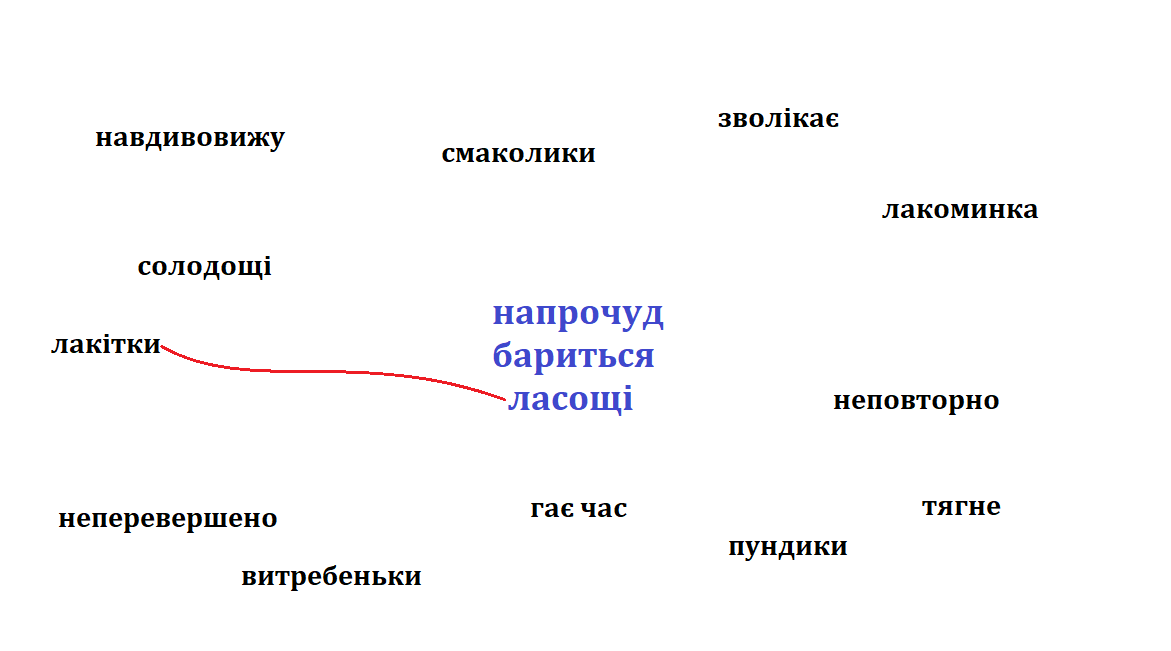 зволікає
навдивовижу
смаколики
лакоминка
солодощі
напрочуд
лакітки
бариться
ласощі
неповторно
гає час
тягне
неперевершено
пундики
витребеньки